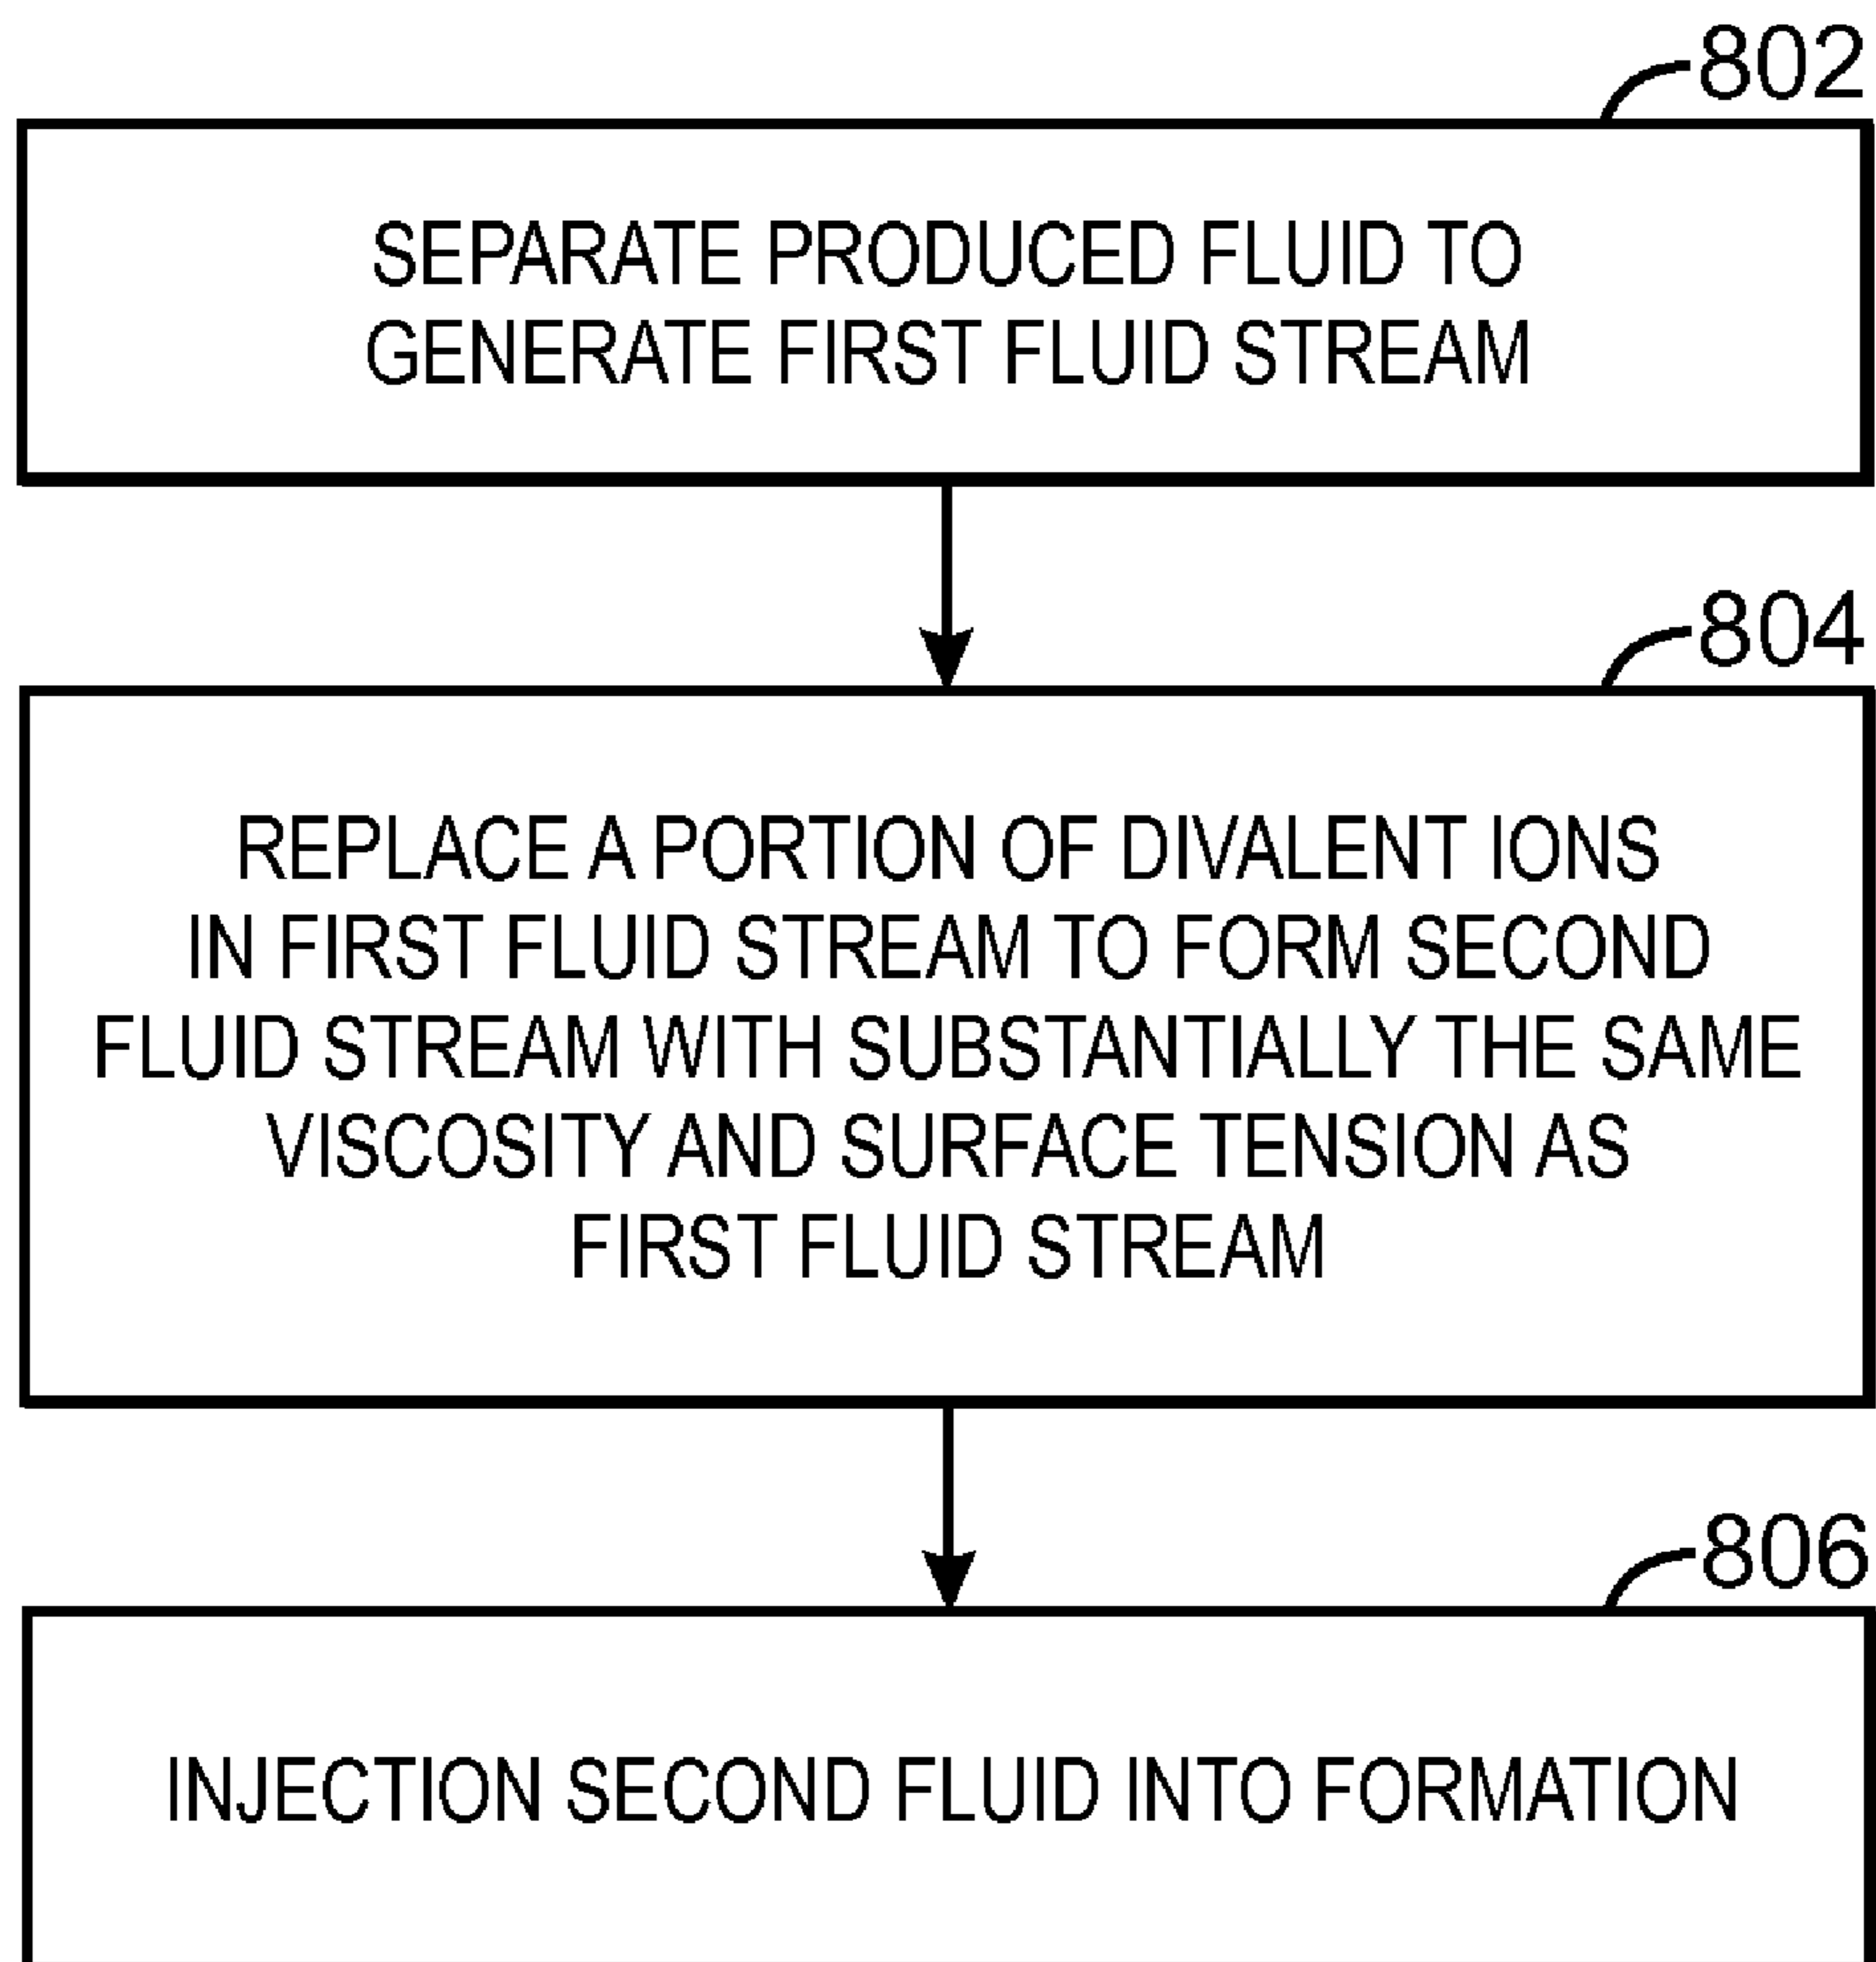 802
SEPARATE PRODUCED FLUID TO
GENERATE FIRST FLUID STREAM
804
REPLACE A PORTION OF DIVALENT IONS
IN FIRST FLUID STREAM TO FORM SECOND
FLUID STREAM WITH SUBSTANTIALLY THE SAME
VISCOSITY AND SURFACE TENSION AS
FIRST FLUID STREAM
806
INJECTION SECOND FLUID INTO FORMATION